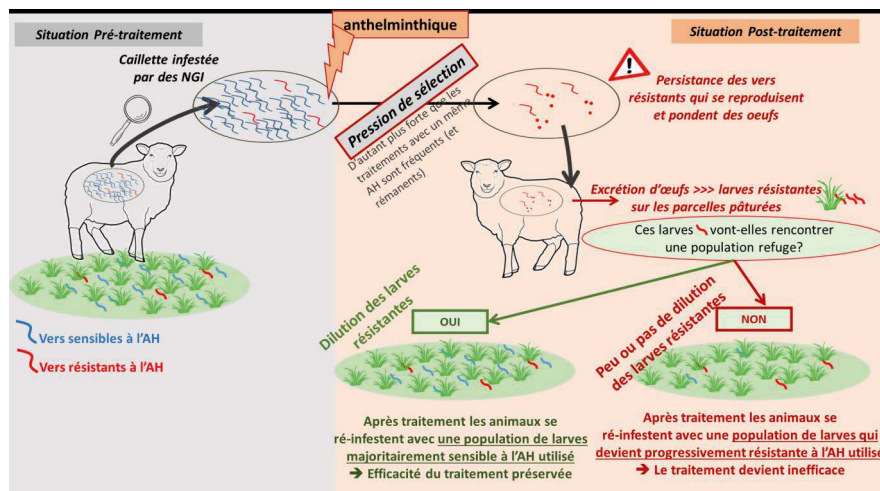 Situation Pré-traitement
anthelminthique
Situation Post-traitement
Caillette infestée
par des NGI
Pression de sélection
D'autant plus forte que les
traitements avec un même
AH sont fréquents (et
rémanents)
Persistance des vers
résistants qui se reproduisent
et pondent des oeufs
Excrétion d'œufs >>> larves résistantes
sur les parcelles pâturées
Ces larves vont-elles rencontrer
une population refuge?
Vers sensibles à l'AH
Vers résistants à l'AH
Dilution des larves
résistantes
OUI
Peu ou pas de dilution
des larves résistantes
NON
Après traitement les animaux se
ré-infestent avec une population de larves
majoritairement sensible à l'AH utilisé
➔ Efficacité du traitement préservée
Après traitement les animaux se
ré-infestent avec une population de larves qui
devient progressivement résistante à l'AH utilisé
➔ Le traitement devient inefficace